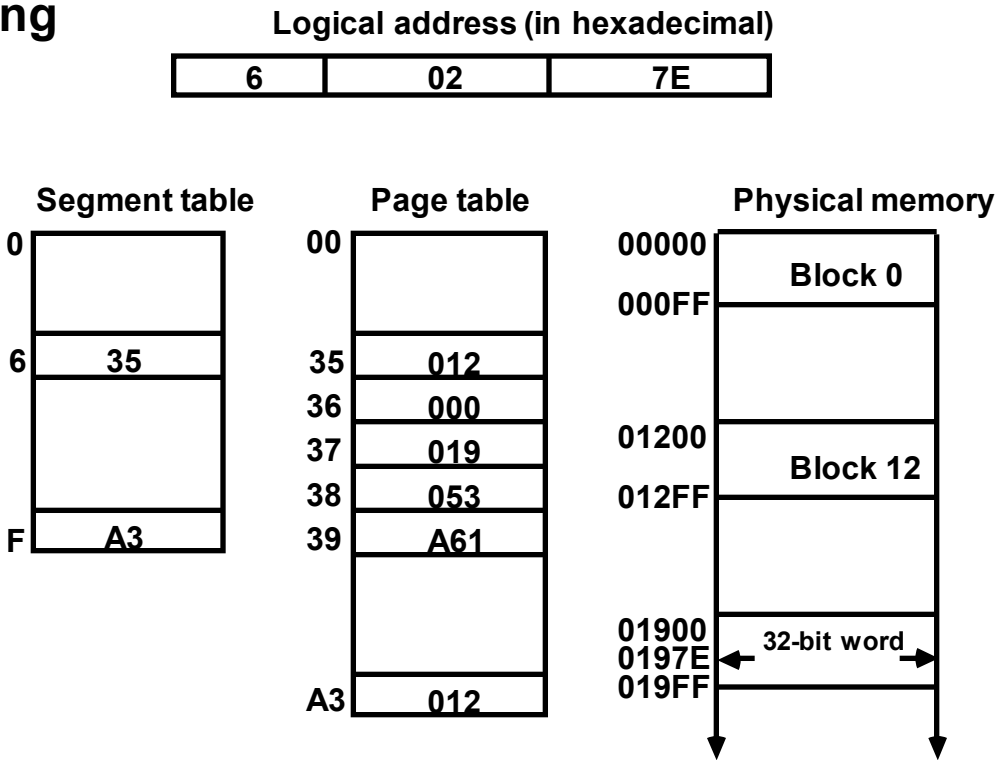 ng
Logical address (in hexadecimal)
6 02 7E
Segment table
0
6 35
F A3
Page table
00
35 012
36 000
37 019
38 053
39 A61
A3 012
Physical memory
00000
Block 0
000FF
01200
Block 12
012FF
01900
32-bit word
0197E
019FF